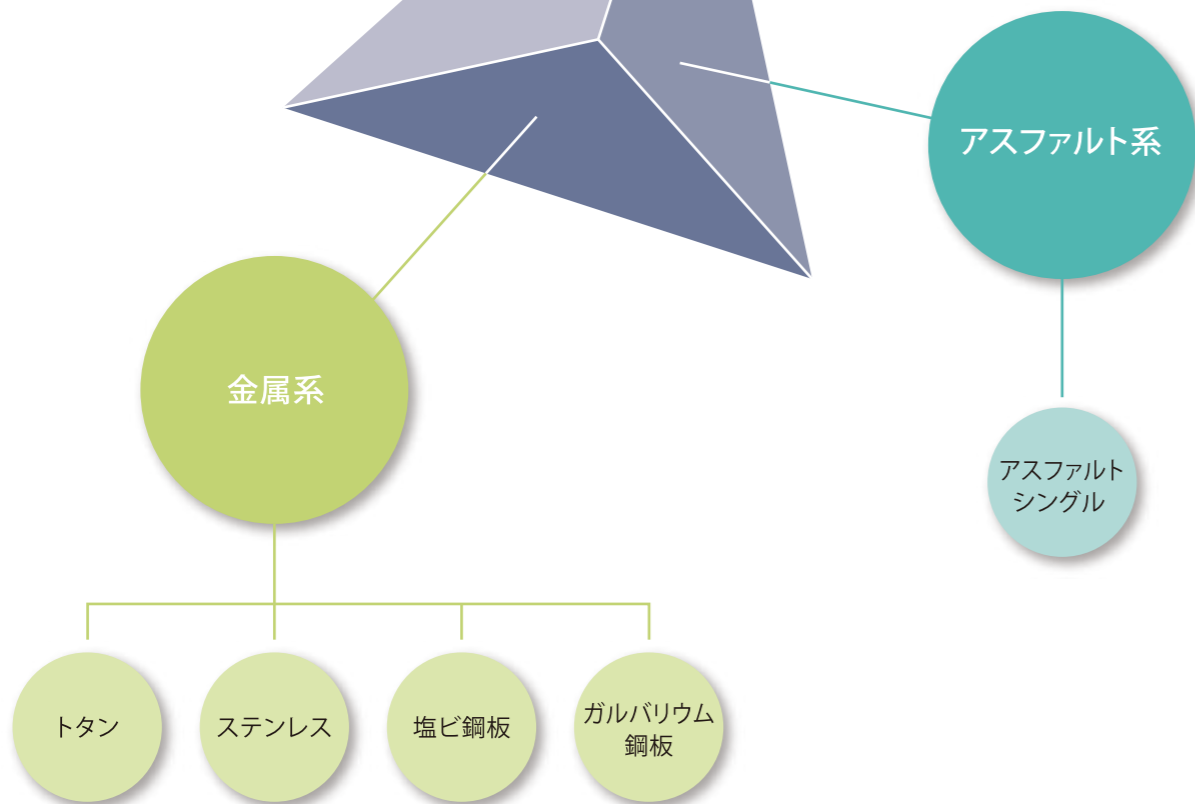 アスファルト系
金属系
アスファルト
シングル
トタン
ステンレス
塩ビ鋼板
ガルバリウム
鋼板